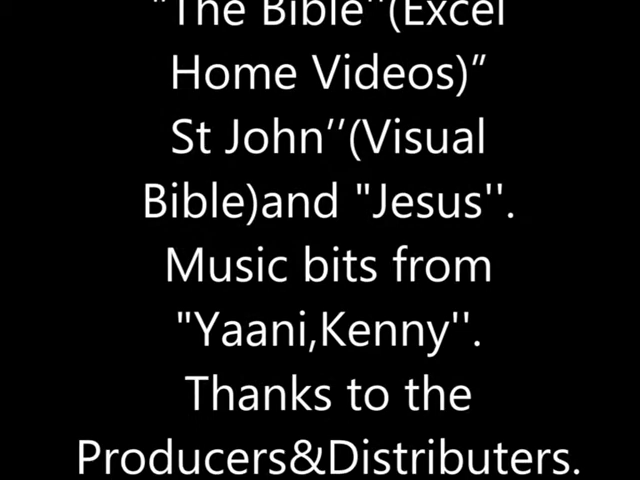 "The Bible''(Excel
Home Videos)”
St John’’(Visual
Bible)and "Jesus''.
Music bits from
"Yaani,Kenny''.
Thanks to the
Producers&Distributers.